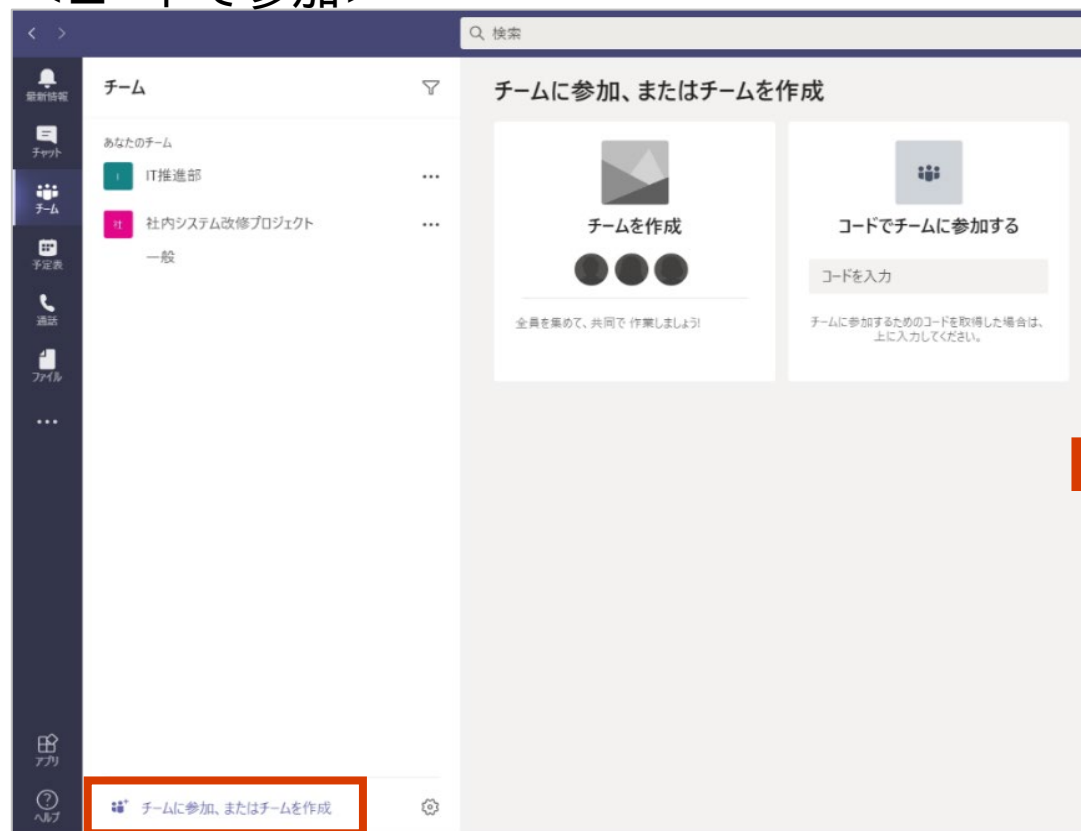 <コードで参加>
検索
最新情報
チャット
チーム
予定表
通話
ファイル
アプリ
ヘルプ
チーム
あなたのチーム
I IT推進部
社 社内システム改修プロジェクト
一般
チームに参加、またはチームを作成
チームに参加、またはチームを作成
チームを作成
全員を集めて、共同で 作業しましょう!
コードでチームに参加する
コードを入力
チームに参加するためのコードを取得した場合は、
上に入力してください。